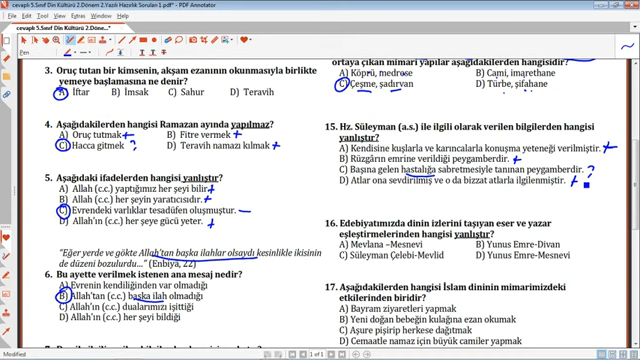 cevaplı 5.Sınıf Din Kültürü 2.Dönem 2.Yazılı Hazırlık Soruları 1.pdf* - PDF Annotator
cevaplı 5.Sınıf Din Kültürü 2.Döne...*
Pen
3. Oruç tutan bir kimsenin, akşam ezanının okunmasıyla birlikte
yemeye başlamasına ne denir?
A) İftar B) İmsak C) Sahur D) Teravih
4. Aşağıdakilerden hangisi Ramazan ayında yapılmaz?
A) Oruç tutmak B) Fitre vermek
C) Hacca gitmek ? D) Teravih namazı kılmak
5. Aşağıdaki ifadelerden hangisi yanlıştır?
A) Allah (c.c.) yaptığımız her şeyi bilir
B) Allah (c.c.) her şeyin yaratıcısıdır.
C) Evrendeki varlıklar tesadüfen oluşmuştur.
D) Allah'ın (c.c.) her şeye gücü yeter.
"Eğer yerde ve gökte Allah'tan başka ilahlar olsaydı kesinlikle ikisinin
de düzeni bozulurdu..." (Enbiya, 22)
6. Bu ayette verilmek istenen ana mesaj nedir?
A) Evrenin kendiliğinden var olmadığı
B) Allah'tan (c.c.) başka ilah olmadığı
C) Allah'ın (c.c.) dualarımızı işittiği
D) Allah'ın (c.c.) her şeyi bildiği
ortaya çıkan mimari yapılar aşağıdakilerden hangisidir?
A) Köprü, medrese B) Cami, imarethane
C) Çeşme, şadırvan D) Türbe, şifahane
15. Hz. Süleyman (a.s.) ile ilgili olarak verilen bilgilerden hangisi
yanlıştır?
A) Kendisine kuşlarla ve karıncalarla konuşma yeteneği verilmiştir.
B) Rüzgârın emrine verildiği peygamberdir.
C) Başına gelen hastalığa sabretmesiyle tanınan peygamberdir. ?
D) Atlar ona sevdirilmiş ve o da bizzat atlarla ilgilenmiştir.
16. Edebiyatımızda dinin izlerini taşıyan eser ve yazar
eşleştirmelerinden hangisi yanlıştır?
A) Mevlana -Mesnevi B) Yunus Emre-Divan
C) Süleyman Çelebi-Mevlid D) Yunus Emre-Mesnevi
17. Aşağıdakilerden hangisi İslam dininin mimarimizdeki
etkilerinden biridir?
A) Bayram ziyaretleri yapmak
B) Yeni doğan bebeğin kulağına ezan okumak
C) Aşure pişirip herkese dağıtmak
D) Cemaatle namaz için büyük camiler yapmak
1 of 1